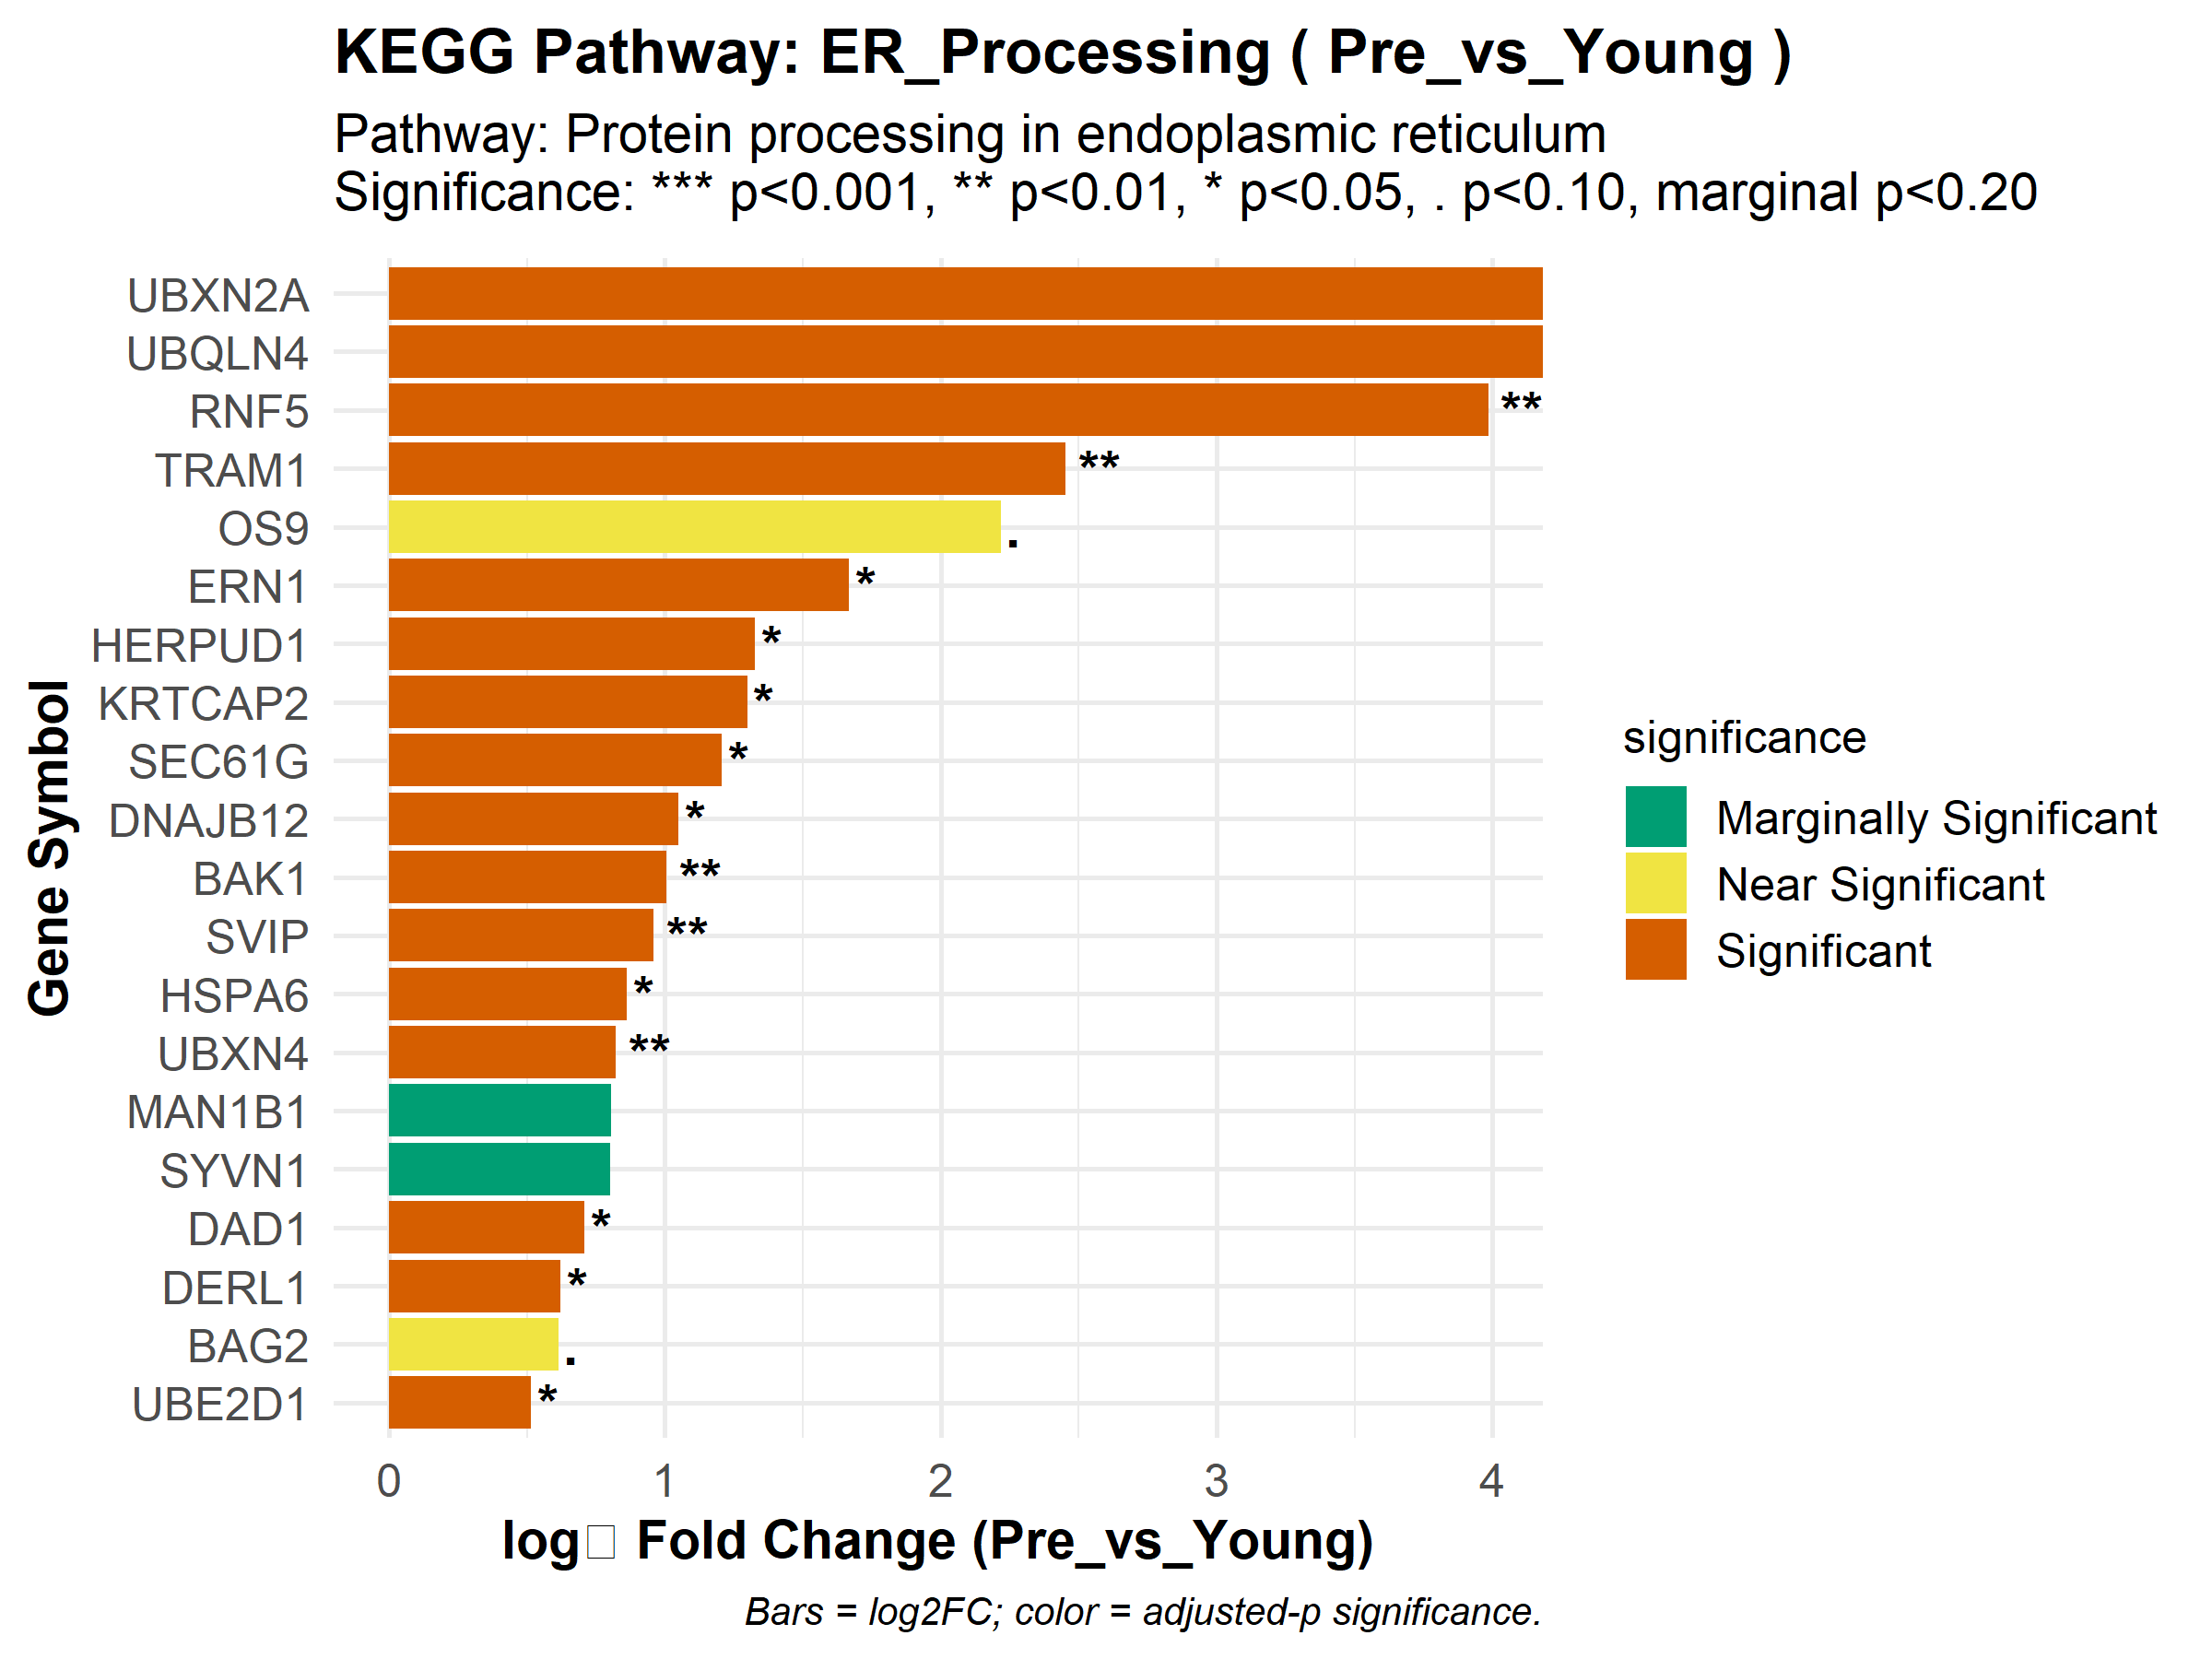 KEGG Pathway: ER_Processing ( Pre_vs_Young )
Pathway: Protein processing in endoplasmic reticulum
Significance: *** p<0.001, ** p<0.01, * p<0.05, . p<0.10, marginal p<0.20
Gene Symbol
UBXN2A
UBQLN4
RNF5 **
TRAM1 **
OS9 .
ERN1 *
HERPUD1 *
KRTCAP2 *
SEC61G *
DNAJB12 *
BAK1 **
SVIP **
HSPA6 *
UBXN4 **
MAN1B1
SYVN1
DAD1 *
DERL1 *
BAG2 .
UBE2D1 *
0 1 2 3 4
log□ Fold Change (Pre_vs_Young)
Bars = log2FC; color = adjusted-p significance.
significance
Marginally Significant
Near Significant
Significant